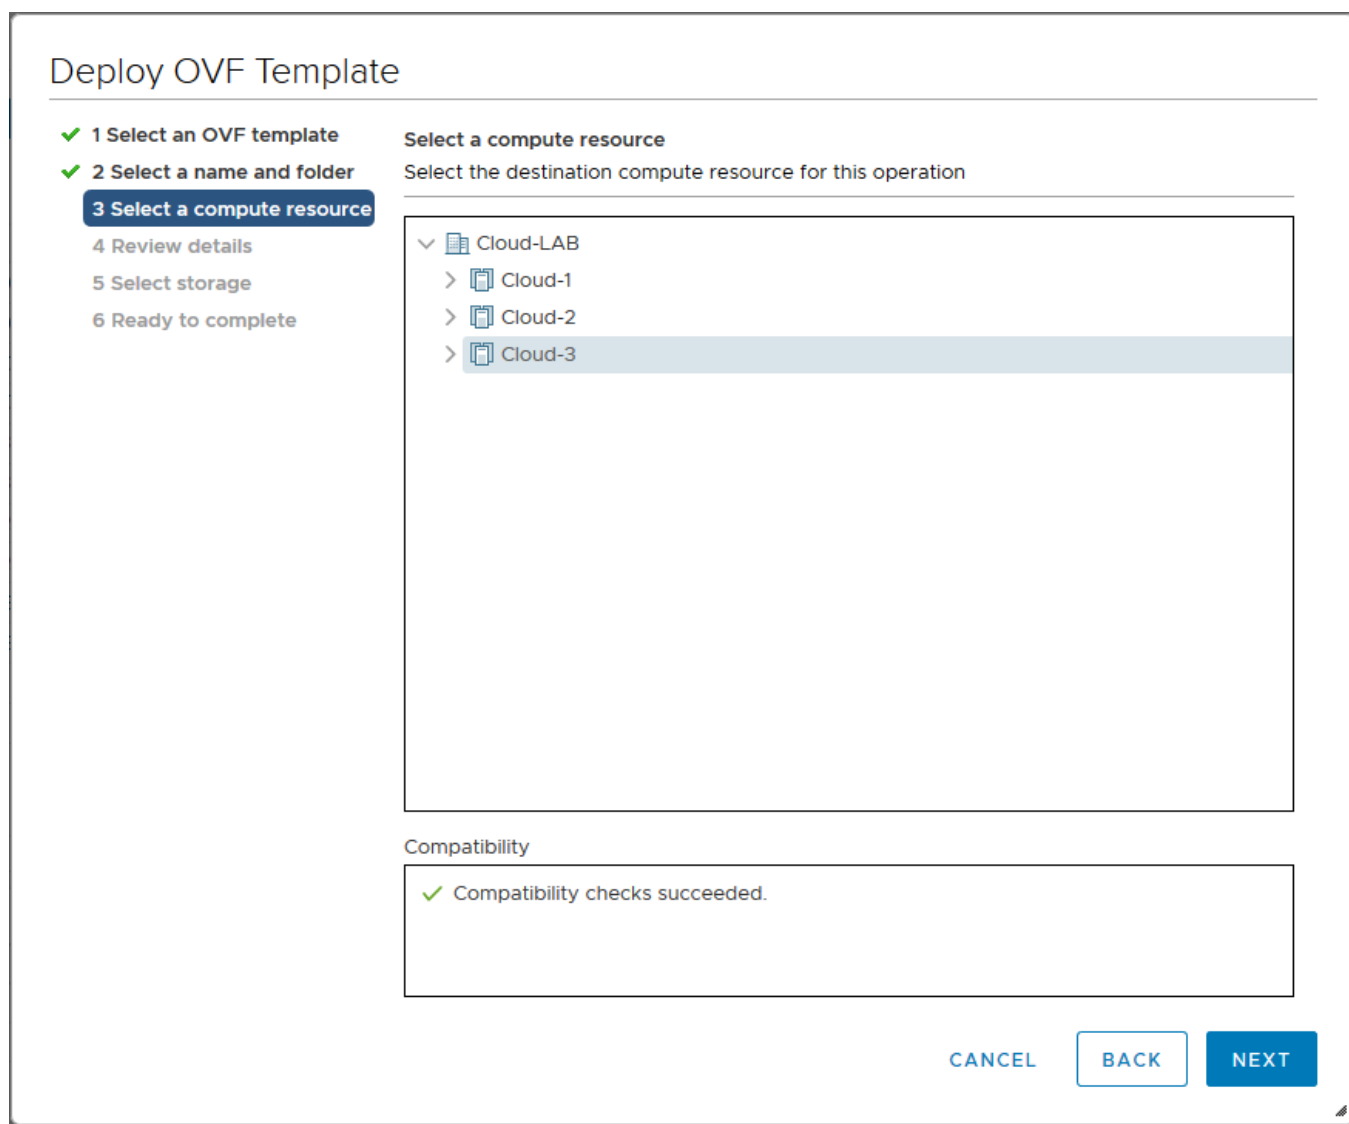 Deploy OVF Template
1 Select an OVF template
2 Select a name and folder
3 Select a compute resource
4 Review details
5 Select storage
6 Ready to complete
Select a compute resource
Select the destination compute resource for this operation
Cloud-LAB
Cloud-1
Cloud-2
Cloud-3
Compatibility
Compatibility checks succeeded.
CANCEL
BACK
NEXT